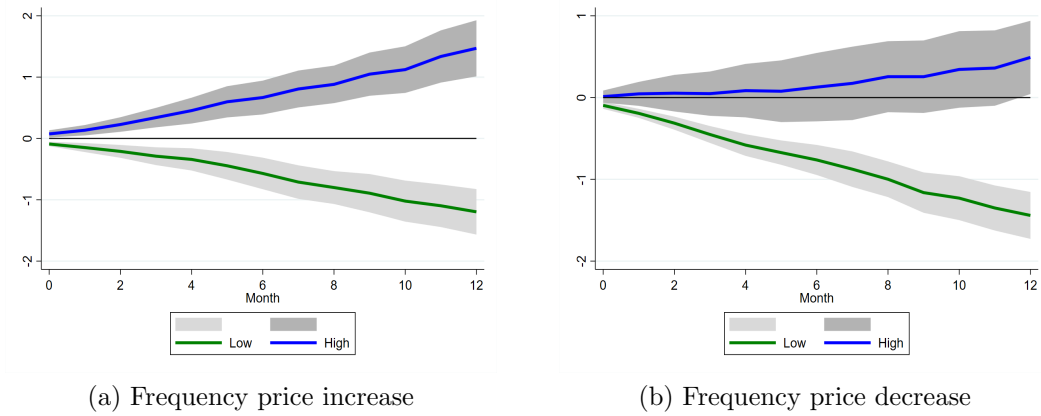 2
1
0
-1
-2
0 2 4 6 8 10 12
Month
Low High
(a) Frequency price increase
1
0
-1
-2
0 2 4 6 8 10 12
Month
Low High
(b) Frequency price decrease